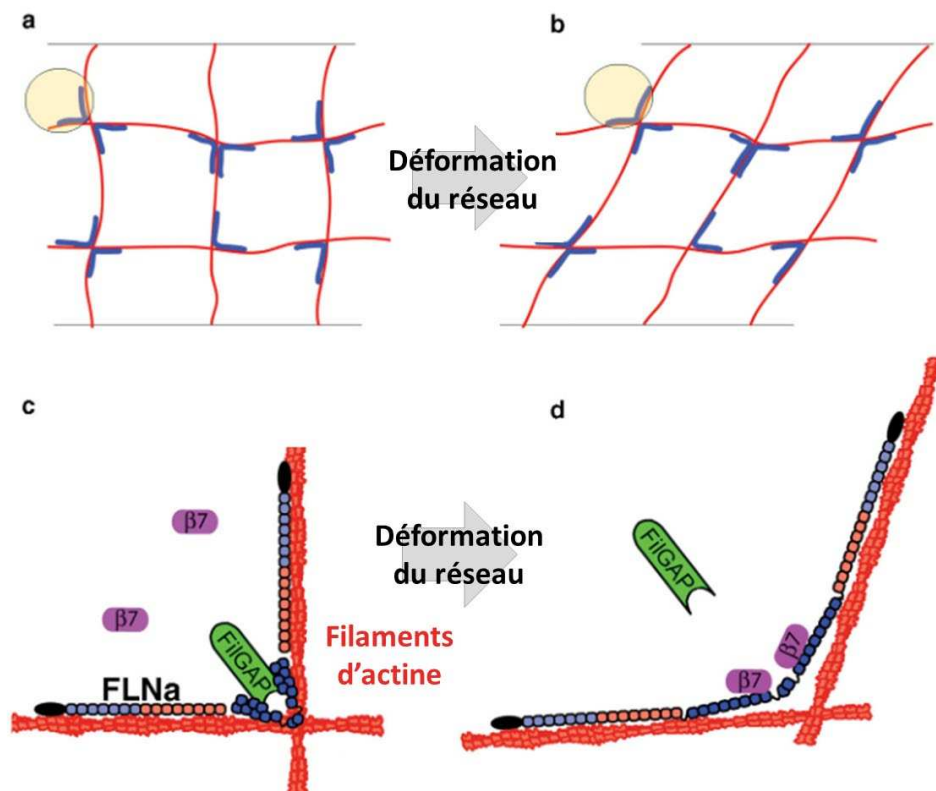 a
b
Déformation
du réseau
c
d
β7
β7
FilGAP
FLNa
Déformation
du réseau
Filaments
d'actine
FilGAP
β7
β7